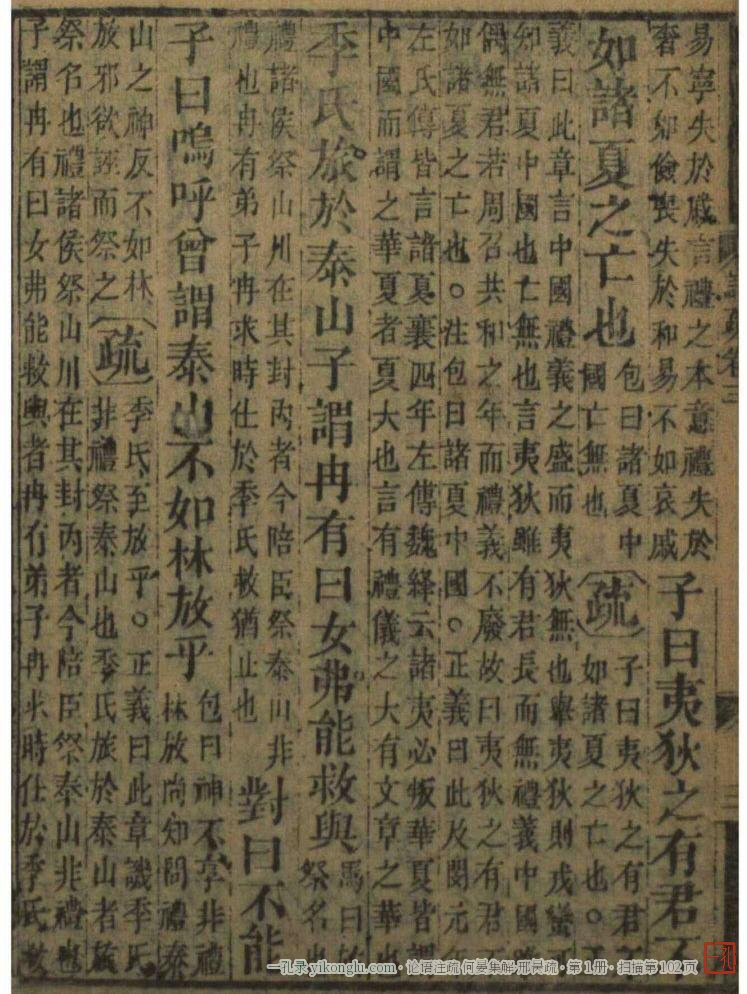 易寧失於戚言禮之本意禮失於
奢不如儉喪失於和易不如哀戚
子曰夷狄之有君不
如諸夏之亡也
包曰諸夏中
國亡無也
疏
子曰夷狄之有君
如諸夏之亡也○
義曰此章言中國禮義之盛而夷狄無也舉夷狄則戎蠻可
知諸夏中國也亡無也言夷狄雖有君長而無禮義中國雖
偶無君若周召共和之年而禮義不廢故曰夷狄之有君
如諸夏之亡也○注包曰諸夏中國○正義曰此及閔元年
左氏傳皆言諸夏襄四年左傳魏絳云諸夷必叛華夏皆謂
中國而謂之華夏者夏大也言有禮儀之大有文章之華也
季氏旅於泰山子謂冉有曰女弗能救與
馬曰旅
祭名也
禮諸侯祭山川在其封內者今陪臣祭泰山非
禮也冉有弟子冉求時仕於季氏救猶止也
對曰不能
子曰嗚呼曾謂泰山不如林放乎
包曰神不享非禮
林放尚知問禮泰
山之神反不如林
放邪欲誣而祭之
疏
季氏至放乎○正義曰此章譏季氏
非禮祭泰山也季氏旅於泰山者旅
祭名也禮諸侯祭山川在其封內者今陪臣祭泰山非禮也
子謂冉有曰女弗能救與者冉有弟子冉求時仕於季氏救
一孔录 yikonglu.com · 论语注疏 何晏集解 邢昺疏 · 第1册 · 扫描第102页